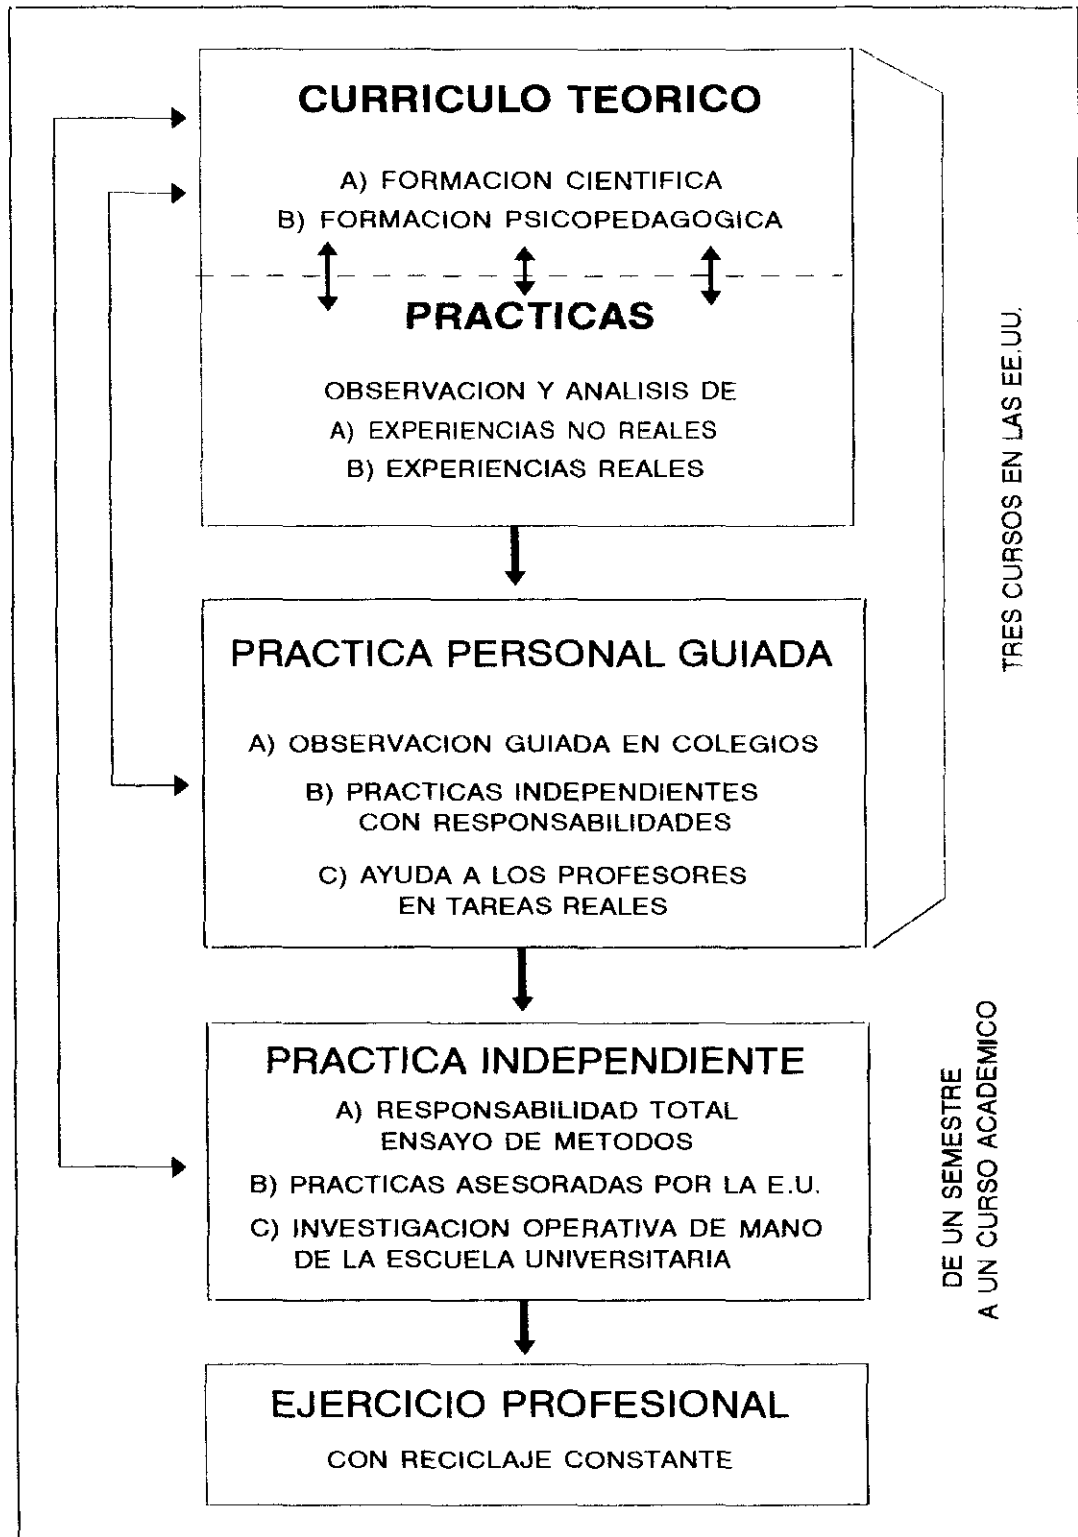 CURRICULO TEORICO
A) FORMACION CIENTIFICA
B) FORMACION PSICOPEDAGOGICA
PRACTICAS
OBSERVACION Y ANALISIS DE
A) EXPERIENCIAS NO REALES
B) EXPERIENCIAS REALES
TRES CURSOS EN LAS EE.UU.
PRACTICA PERSONAL GUIADA
A) OBSERVACION GUIADA EN COLEGIOS
B) PRACTICAS INDEPENDIENTES
CON RESPONSABILIDADES
C) AYUDA A LOS PROFESORES
EN TAREAS REALES
PRACTICA INDEPENDIENTE
A) RESPONSABILIDAD TOTAL
ENSAYO DE METODOS
B) PRACTICAS ASESORADAS POR LA E.U.
C) INVESTIGACION OPERATIVA DE MANO
DE LA ESCUELA UNIVERSITARIA
DE UN SEMESTRE
A UN CURSO ACADEMICO
EJERCICIO PROFESIONAL
CON RECICLAJE CONSTANTE